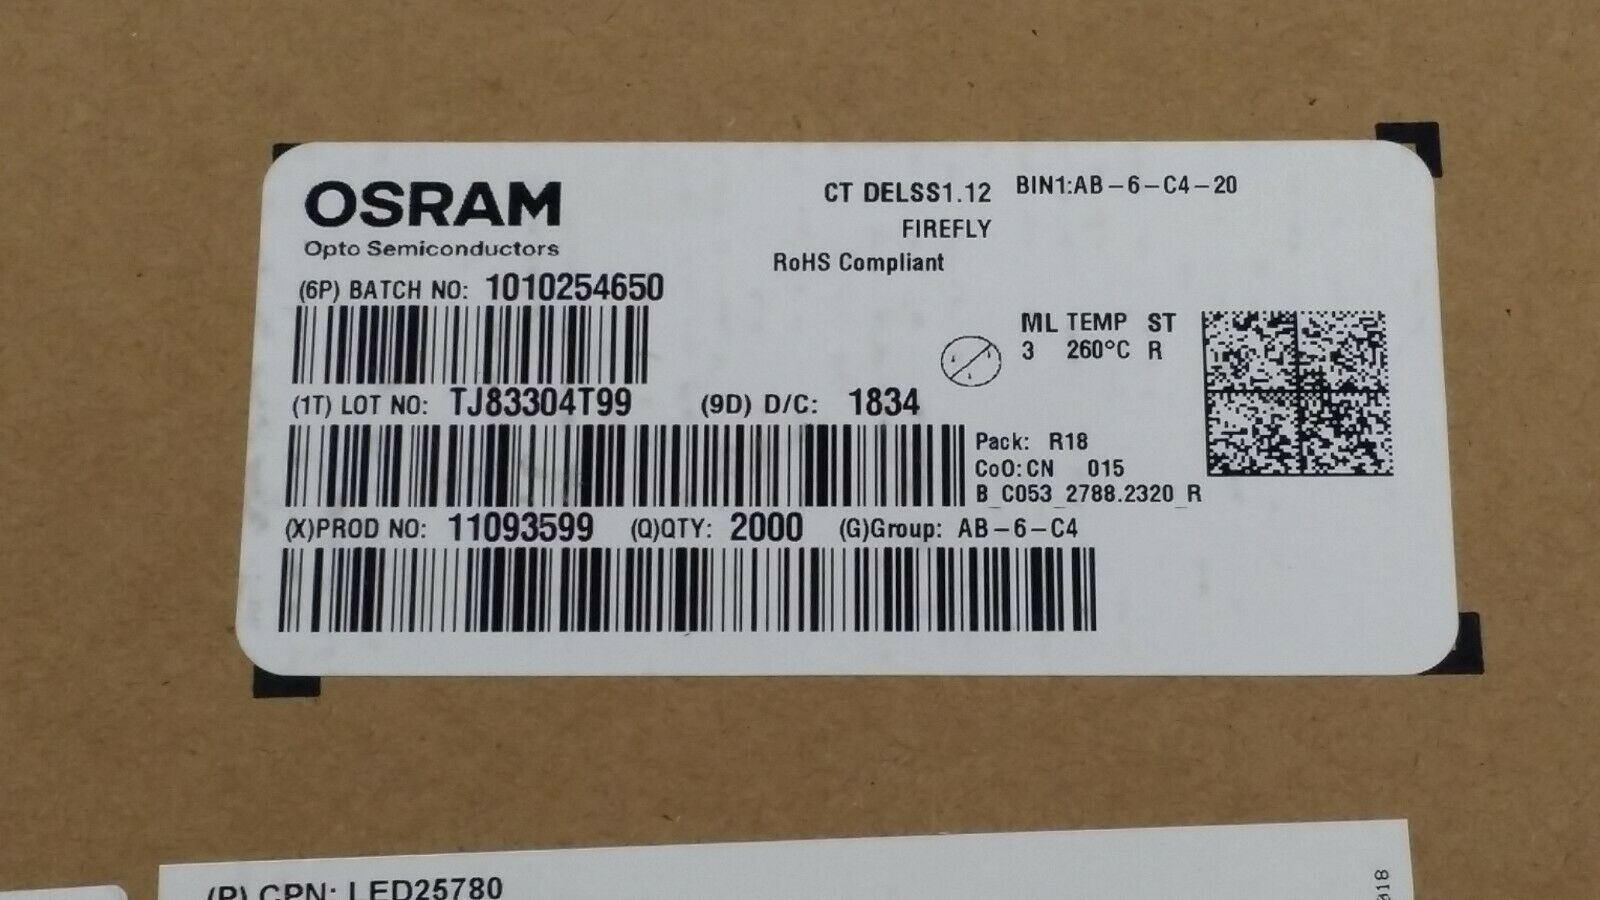 OSRAM
Opto Semiconductors
CT DELSS1.12 BIN1:AB-6-C4-20
FIREFLY
RoHS Compliant
(6P) BATCH NO: 1010254650
ML TEMP ST
3 260°C R
(1T) LOT NO: TJ83304T99 (9D) D/C: 1834
Pack: R18
CoO:CN 015
B_C053_2788.2320_R
(X)PROD NO: 11093599 (Q)QTY: 2000 (G)Group: AB-6-C4
(P) CPN: LED25780